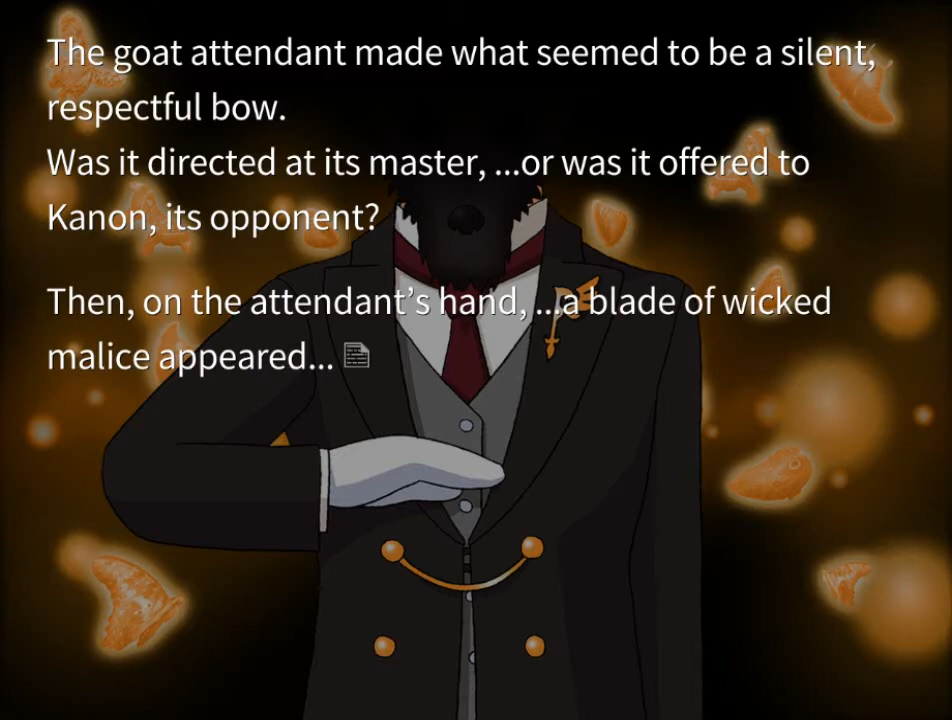 The goat attendant made what seemed to be a silent,
respectful bow.
Was it directed at its master, ...or was it offered to
Kanon, its opponent?
Then, on the attendant’s hand, ...a blade of wicked
malice appeared...